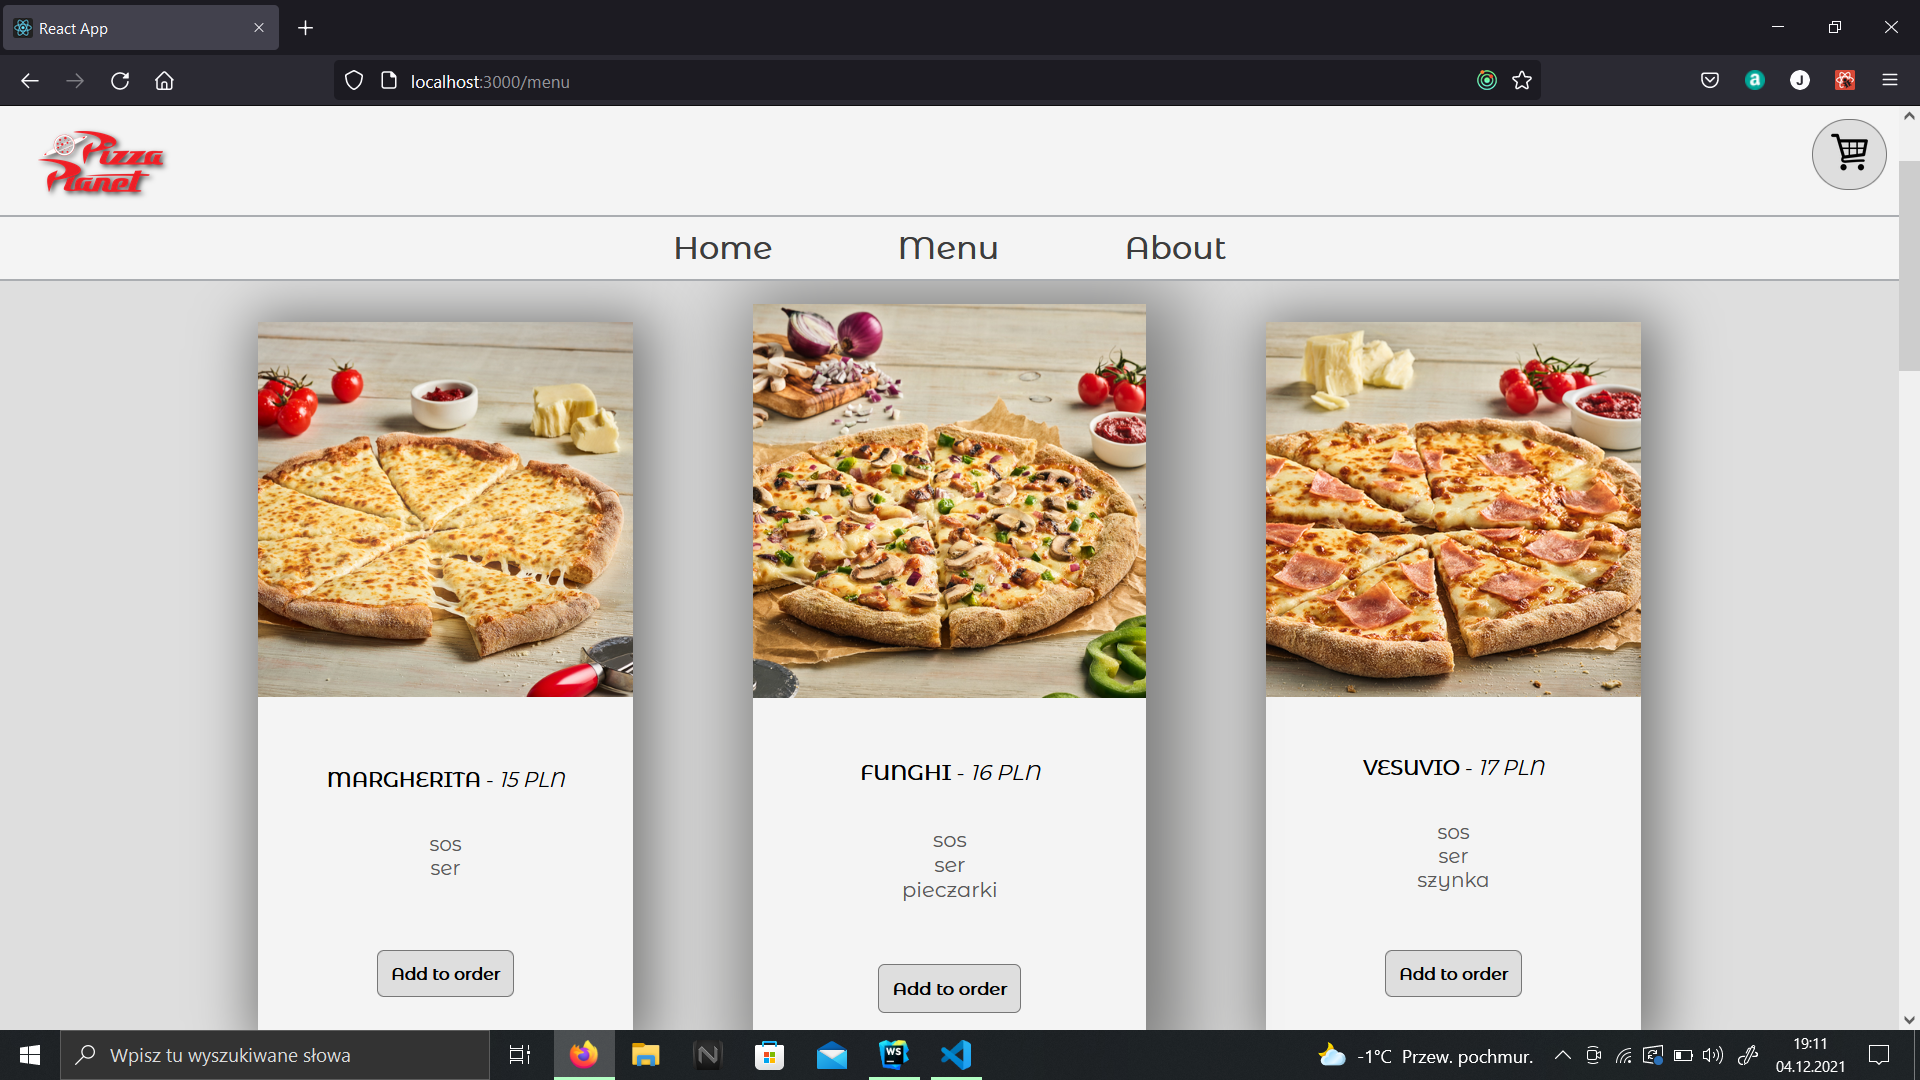 React App
localhost:3000/menu
Pizza
Planet
Home
Menu
About
MARGHERITA - 15 PLN
sos
ser
Add to order
FUNGHI - 16 PLN
sos
ser
pieczarki
Add to order
VESUVIO - 17 PLN
sos
ser
szynka
Add to order
Wpisz tu wyszukiwane słowa
-1°C Przew. pochmur.
19:11
04.12.2021